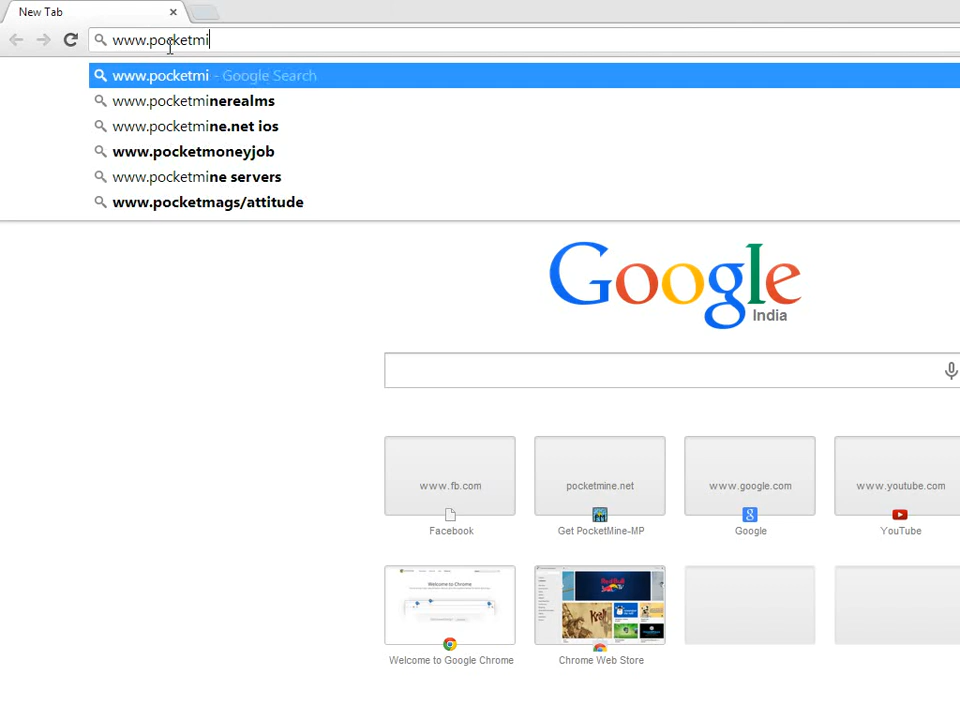 New Tab
www.pocketmi
www.pocketmi - Google Search
www.pocketminerealms
www.pocketmine.net ios
www.pocketmoneyjob
www.pocketmine servers
www.pocketmags/attitude
Google
India
www.fb.com
pocketmine.net
www.google.com
www.youtube.com
Facebook
Get PocketMine-MP
Google
YouTube
Welcome to Chrome
Welcome to Google Chrome
Chrome Web Store